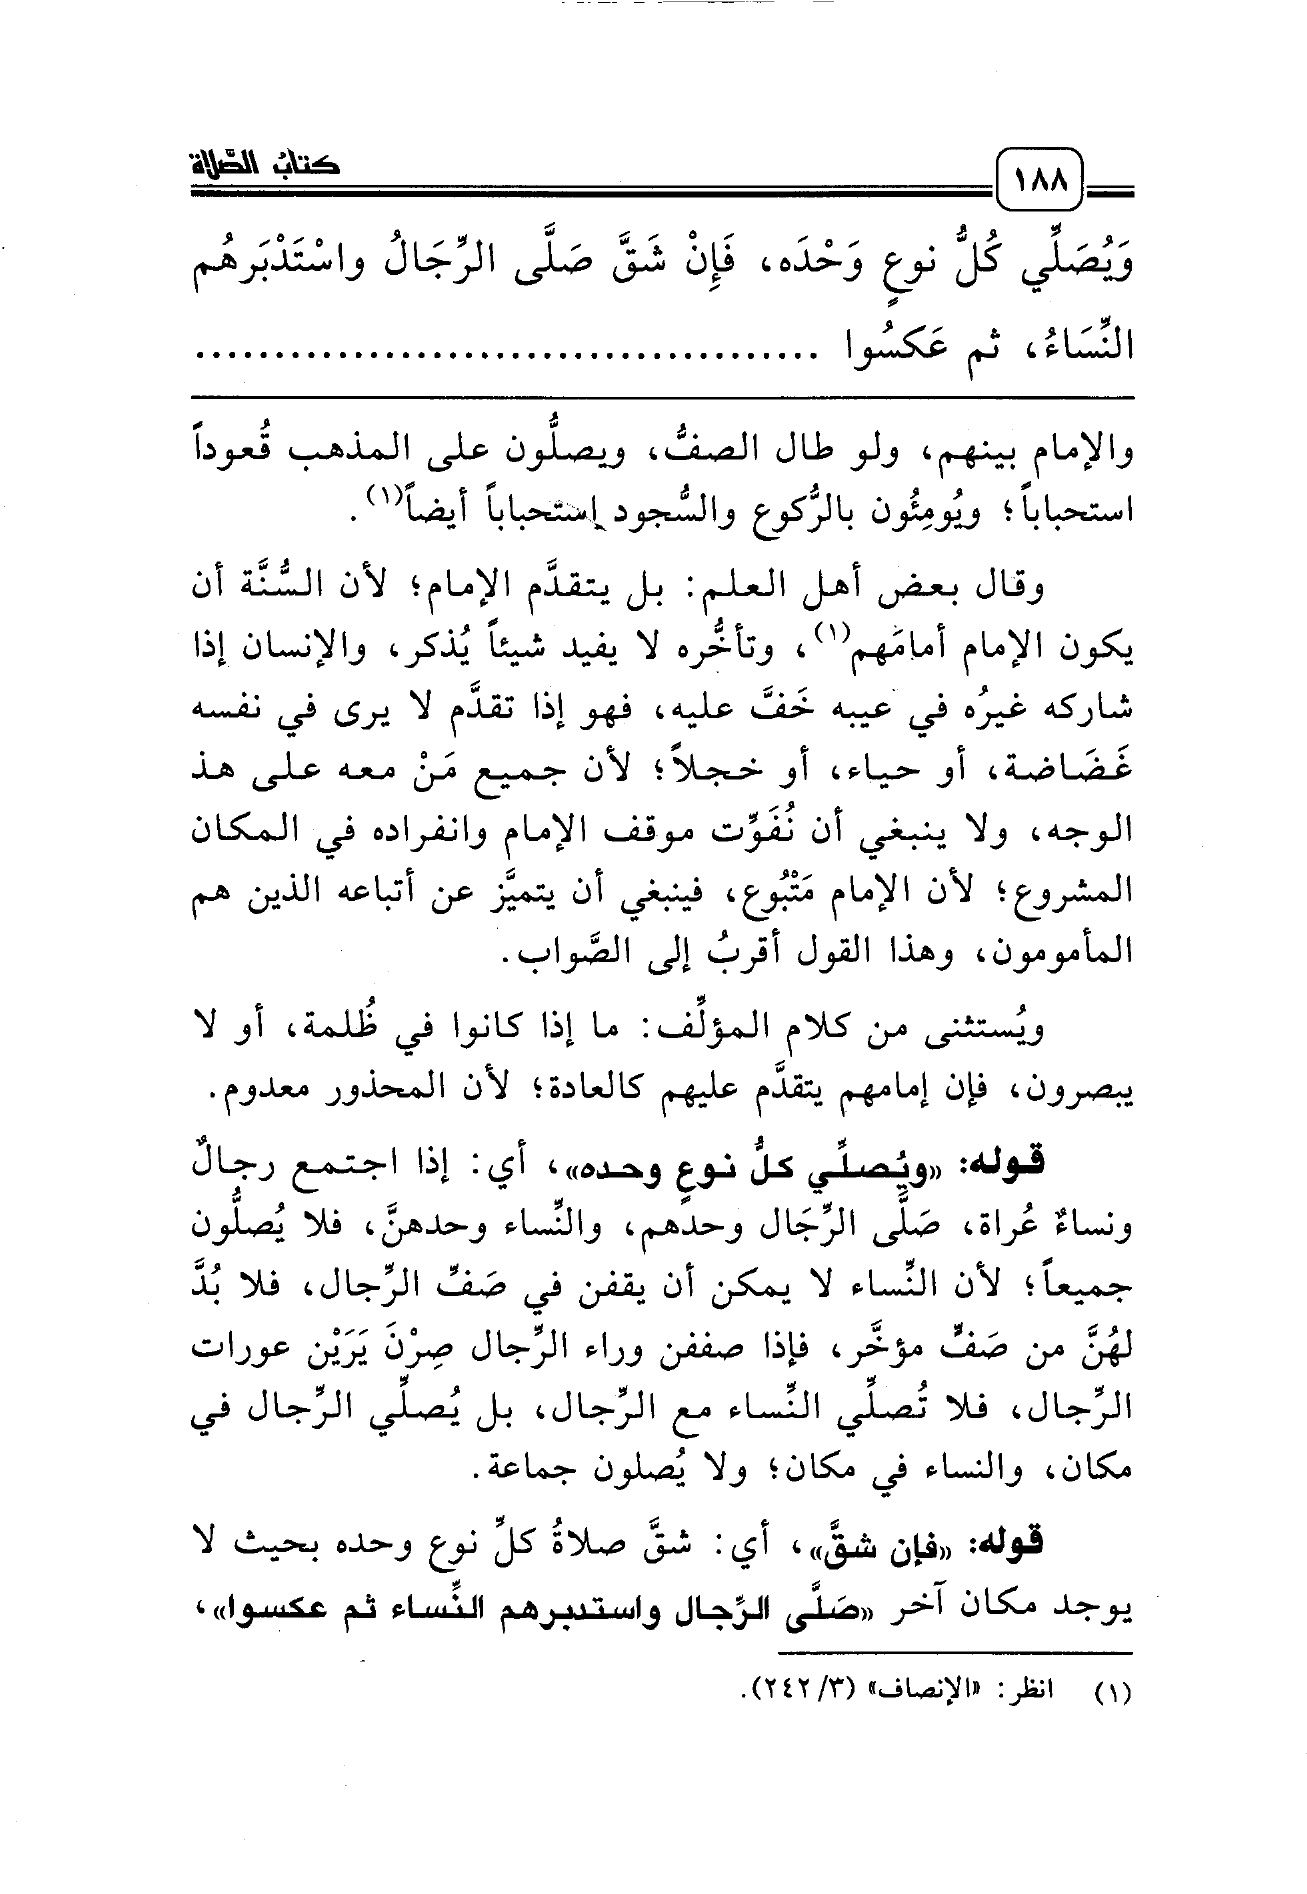 ١٨٨
كتابُ الصَّلاة
وَيُصَلِّي كُلُّ نوعٍ وَحْدَه، فَإِنْ شَقَّ صَلَّى الرِّجَالُ واسْتَدْبَرهُم
النِّسَاءُ، ثم عَكسُوا ........................................
والإمام بينهم، ولو طال الصفُّ، ويصلُّون على المذهب قُعوداً
استحباباً؛ ويُومِئُون بالرُّكوع والسُّجود إستحباباً أيضاً(١).
وقال بعض أهل العلم: بل يتقدَّم الإمام؛ لأن السُّنَّة أن
يكون الإمام أمامَهم(١)، وتأخُّره لا يفيد شيئاً يُذكر، والإنسان إذا
شاركه غيرُه في عيبه خَفَّ عليه، فهو إذا تقدَّم لا يرى في نفسه
غَضَاضة، أو حياء، أو خجلاً؛ لأن جميع مَنْ معه على هذ
الوجه، ولا ينبغي أن نُفَوِّت موقف الإمام وانفراده في المكان
المشروع؛ لأن الإمام مَتْبُوع، فينبغي أن يتميَّز عن أتباعه الذين هم
المأمومون، وهذا القول أقربُ إلى الصَّواب.
ويُستثنى من كلام المؤلِّف: ما إذا كانوا في ظُلمة، أو لا
يبصرون، فإن إمامهم يتقدَّم عليهم كالعادة؛ لأن المحذور معدوم.
قوله: «ويُصلِّي كلُّ نوعٍ وحده»، أي: إذا اجتمع رجالٌ
ونساءٌ عُراة، صَلَّى الرِّجَال وحدهم، والنِّساء وحدهنَّ، فلا يُصلُّون
جميعاً؛ لأن النِّساء لا يمكن أن يقفن في صَفِّ الرِّجال، فلا بُدَّ
لهُنَّ من صَفٍّ مؤخَّر، فإذا صففن وراء الرِّجال صِرْنَ يَرَيْن عورات
الرِّجال، فلا تُصلِّي النِّساء مع الرِّجال، بل يُصلِّي الرِّجال في
مكان، والنساء في مكان؛ ولا يُصلون جماعة.
قوله: «فإن شقَّ»، أي: شقَّ صلاةُ كلِّ نوع وحده بحيث لا
يوجد مكان آخر «صَلَّى الرِّجال واستدبرهم النِّساء ثم عكسوا»،
(١) انظر: «الإنصاف» (٢٤٢/٣).